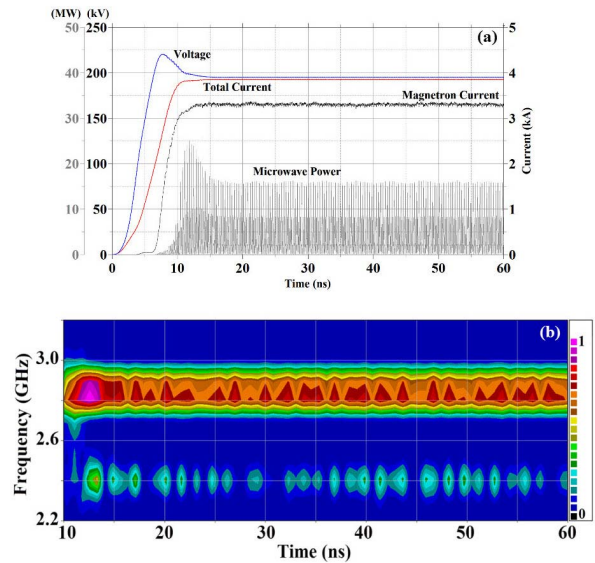 (MW) (kV)
(a)
50 250 5
Voltage
40 200 4
Total Current
Magnetron Current
30 150 3
20 100 2
Microwave Power
10 50 1
0 0 0
Current (kA)
0 10 20 30 40 50 60
Time (ns)
(b)
3.0
2.6
2.2
Frequency (GHz)
1
0
10 20 30 40 50 60
Time (ns)